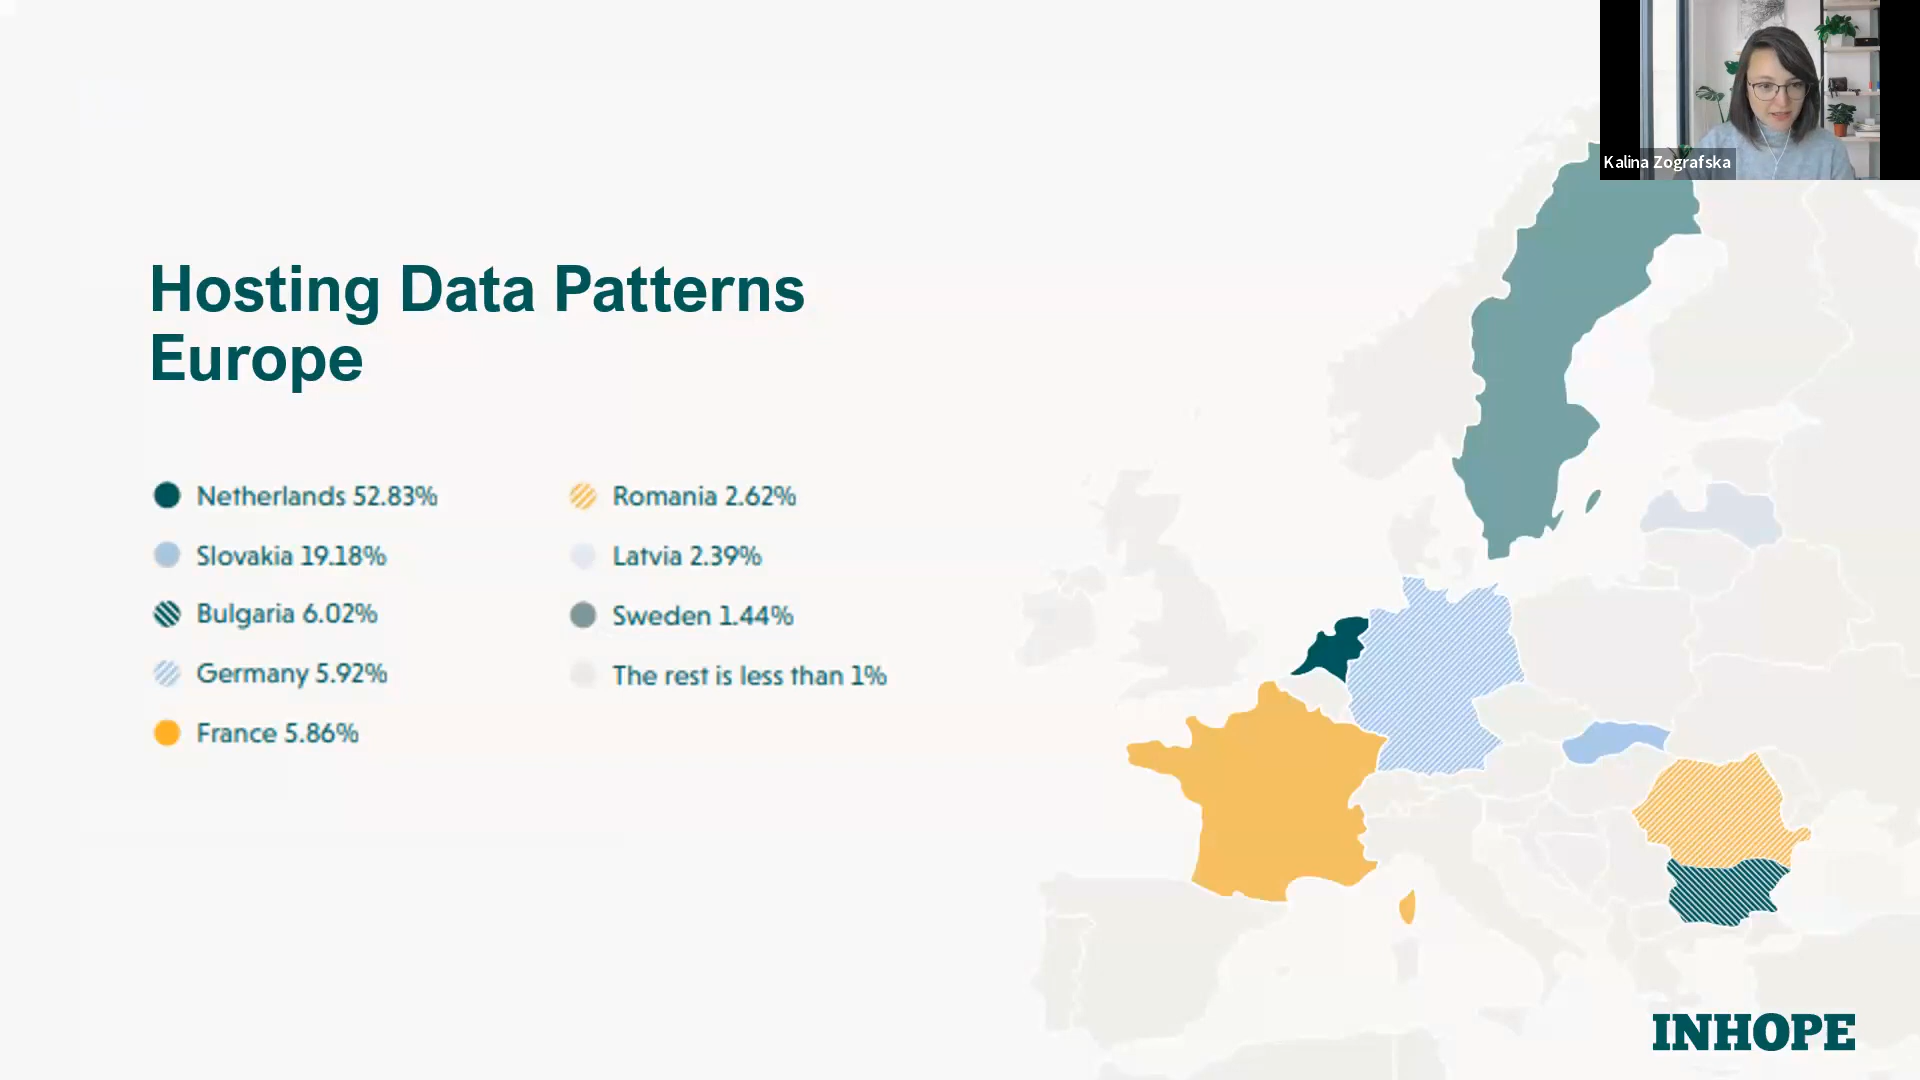 Kalina Zografska
Hosting Data Patterns
Europe
Netherlands 52.83%
Slovakia 19.18%
Bulgaria 6.02%
Germany 5.92%
France 5.86%
Romania 2.62%
Latvia 2.39%
Sweden 1.44%
The rest is less than 1%
INHOPE